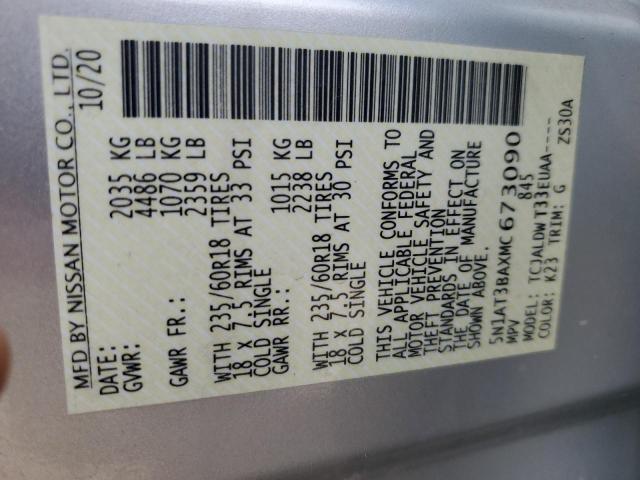 MFD BY NISSAN MOTOR CO., LTD.
DATE: 10/20
GVWR: 2035 KG
4486 LB
GAWR FR.: 1070 KG
2359 LB
WITH 235/60R18 TIRES
18 X 7.5 RIMS AT 33 PSI
COLD SINGLE
GAWR RR.: 1015 KG
2238 LB
WITH 235/60R18 TIRES
18 X 7.5 RIMS AT 30 PSI
COLD SINGLE
THIS VEHICLE CONFORMS TO
ALL APPLICABLE FEDERAL
MOTOR VEHICLE SAFETY AND
THEFT PREVENTION
STANDARDS IN EFFECT ON
THE DATE OF MANUFACTURE
SHOWN ABOVE.
5N1AT3BAXMC673090
MPV 845
MODEL: TCJALDWT33EUAA----
COLOR: K23 TRIM: G ZS30A